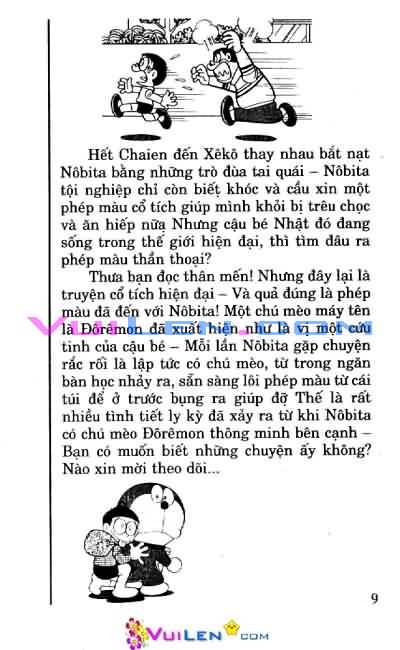 Hết Chaien đến Xêkô thay nhau bắt nạt
Nôbita bằng những trò đùa tai quái – Nôbita
tội nghiệp chỉ còn biết khóc và cầu xin một
phép màu cổ tích giúp mình khỏi bị trêu chọc
và ăn hiếp nữa Nhưng cậu bé Nhật đó đang
sống trong thế giới hiện đại, thì tìm đâu ra
phép màu thần thoại?
Thưa bạn đọc thân mến! Nhưng đây lại là
truyện cổ tích hiện đại – Và quả đúng là phép
màu đã đến với Nôbita! Một chú mèo máy tên
là Đôrêmon đã xuất hiện như là vị một cứu
tinh của cậu bé – Mỗi lần Nôbita gặp chuyện
rắc rối là lập tức có chú mèo, từ trong ngăn
bàn học nhảy ra, sẵn sàng lôi phép màu từ cái
túi để ở trước bụng ra giúp đỡ Thế là rất
nhiều tình tiết ly kỳ đã xảy ra từ khi Nôbita
có chú mèo Đôrêmon thông minh bên cạnh –
Bạn có muốn biết những chuyện ấy không?
Nào xin mời theo dõi...
9
VUILEN.COM
VUILEN.COM